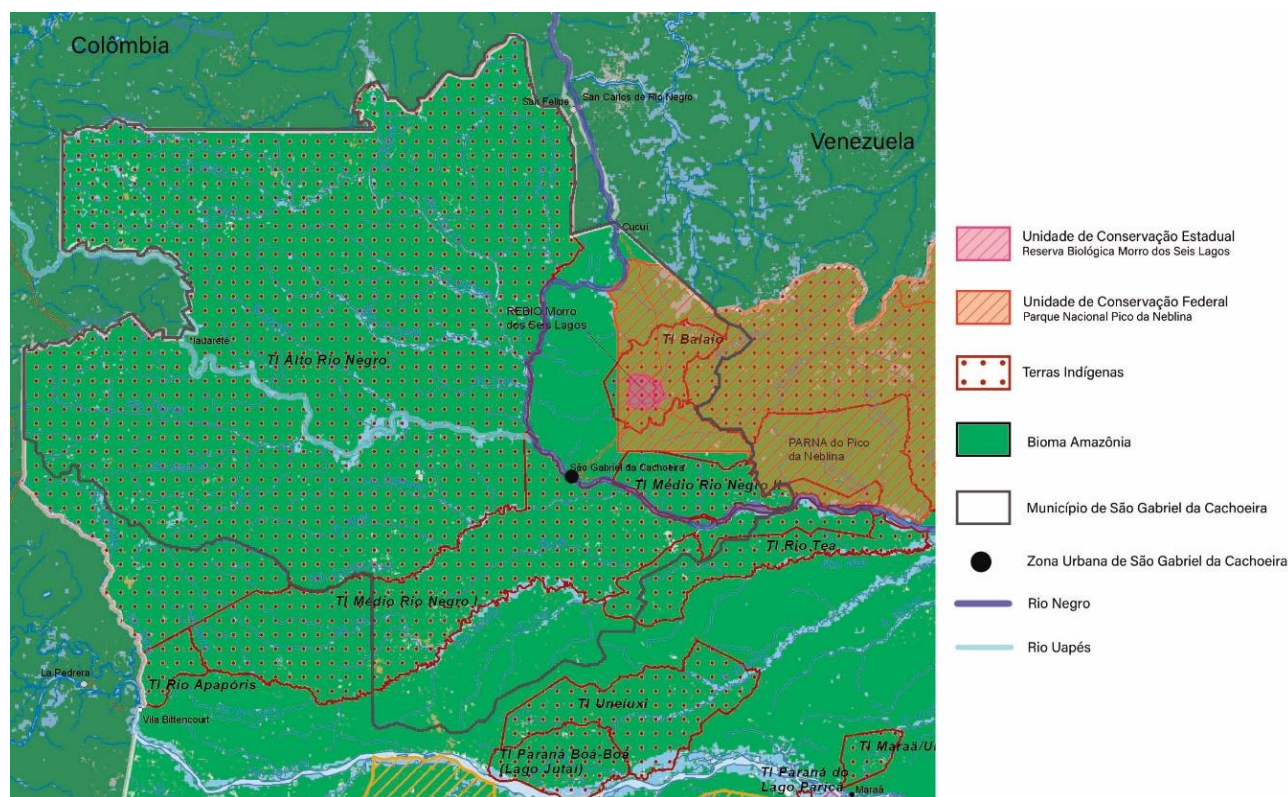 Colômbia
San Felipe
San Carlos de Rio Negro
Venezuela
Cucuí
REBIO Morro
dos Seis Lagos
TI Balaio
Iauaretê
TI Alto Rio Negro
PARNA do Pico
da Neblina
São Gabriel da Cachoeira
TI Médio Rio Negro II
TI Rio Tea
TI Médio Rio Negro I
La Pedrera
TI Rio Apapóris
Vila Bittencourt
TI Uneiuxi
TI Paraná Boá-Boá
(Lago Jutaí)
TI Maraã/Ur
TI Paraná do
Lago Paricá
Maraã
Unidade de Conservação Estadual
Reserva Biológica Morro dos Seis Lagos
Unidade de Conservação Federal
Parque Nacional Pico da Neblina
Terras Indígenas
Bioma Amazônia
Município de São Gabriel da Cachoeira
Zona Urbana de São Gabriel da Cachoeira
Rio Negro
Rio Uapés